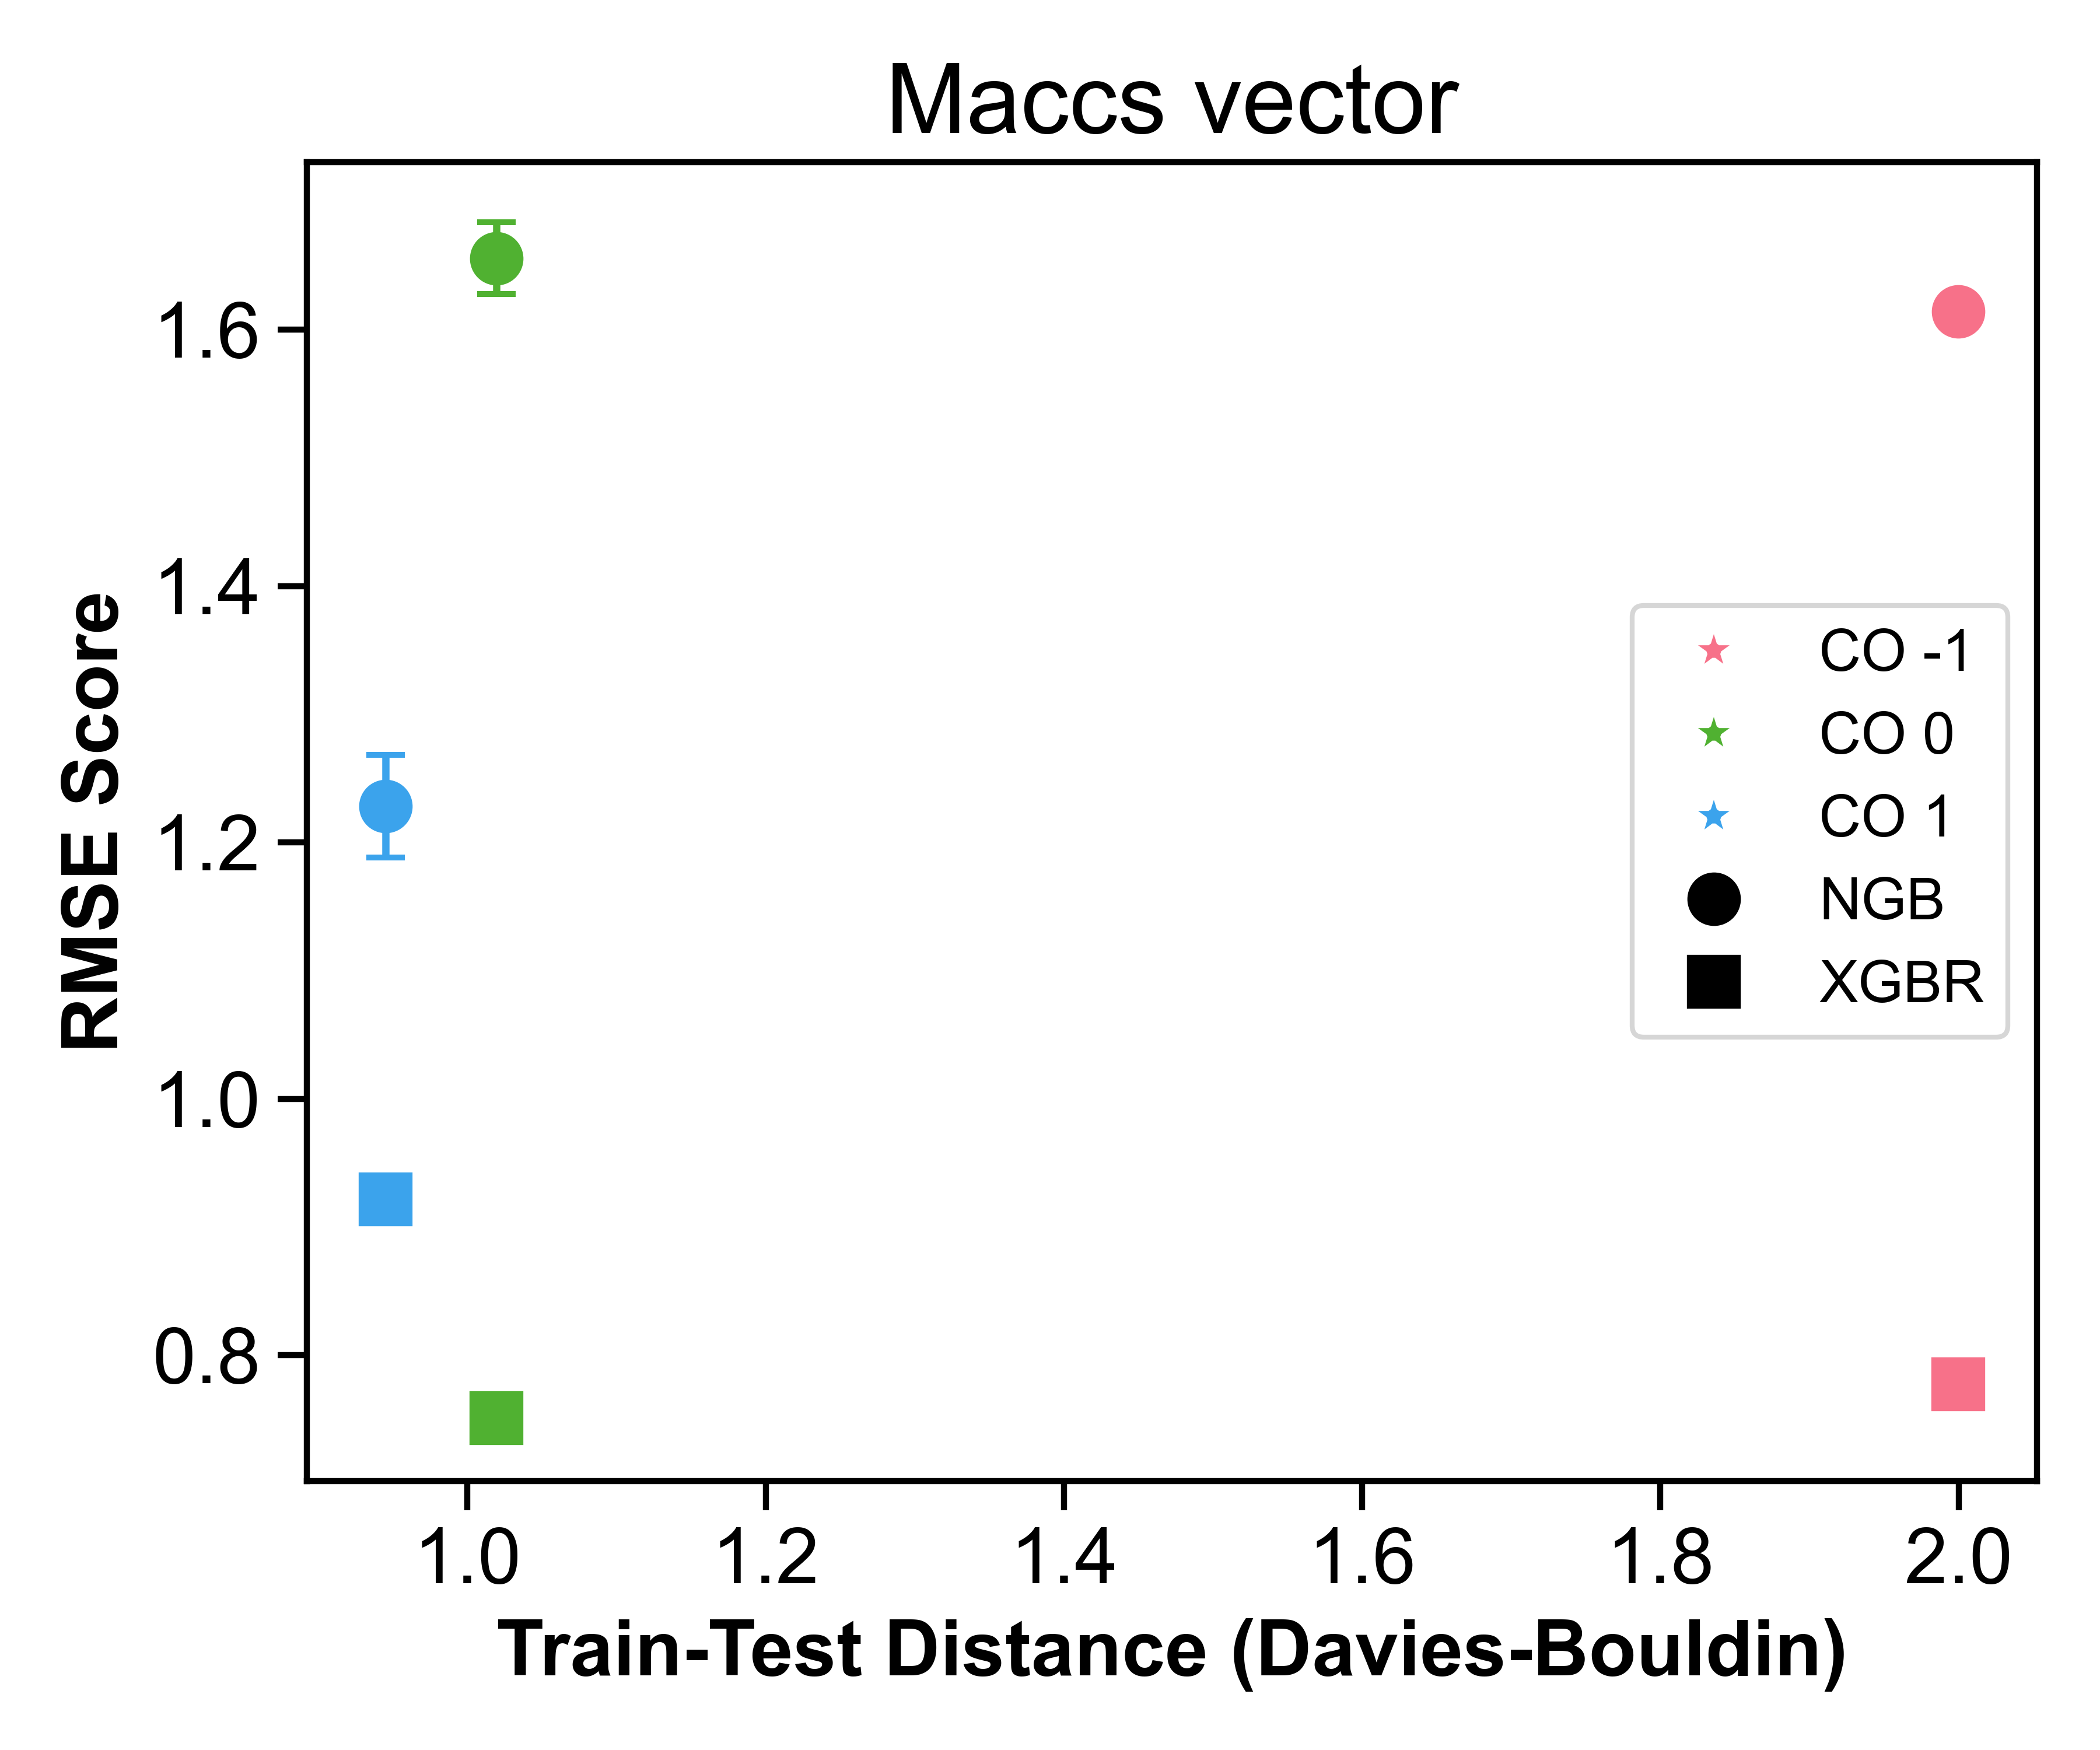 Maccs vector
RMSE Score
1.6
1.4
1.2
1.0
0.8
CO -1
CO 0
CO 1
NGB
XGBR
1.0 1.2 1.4 1.6 1.8 2.0
Train-Test Distance (Davies-Bouldin)